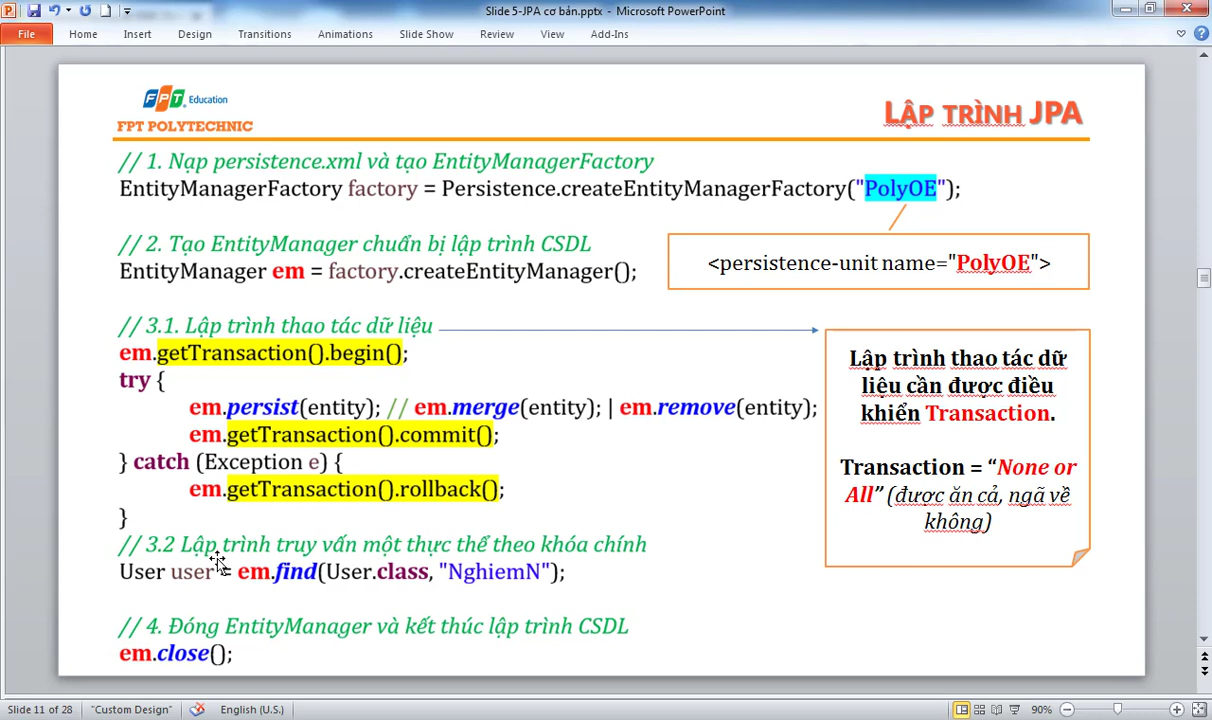 Slide 5-JPA cơ bản.pptx - Microsoft PowerPoint
File Home Insert Design Transitions Animations Slide Show Review View Add-Ins
FPT Education
FPT POLYTECHNIC
LẬP TRÌNH JPA
// 1. Nạp persistence.xml và tạo EntityManagerFactory
EntityManagerFactory factory = Persistence.createEntityManagerFactory("PolyOE");
// 2. Tạo EntityManager chuẩn bị lập trình CSDL
EntityManager em = factory.createEntityManager();
<persistence-unit name="PolyOE">
// 3.1. Lập trình thao tác dữ liệu
em.getTransaction().begin();
try {
em.persist(entity); // em.merge(entity); | em.remove(entity);
em.getTransaction().commit();
} catch (Exception e) {
em.getTransaction().rollback();
}
Lập trình thao tác dữ
liệu cần được điều
khiển Transaction.
Transaction = “None or
All” (được ăn cả, ngã về
không)
// 3.2 Lập trình truy vấn một thực thể theo khóa chính
User user = em.find(User.class, "NghiemN");
// 4. Đóng EntityManager và kết thúc lập trình CSDL
em.close();
Slide 11 of 28 "Custom Design" English (U.S.) 90%